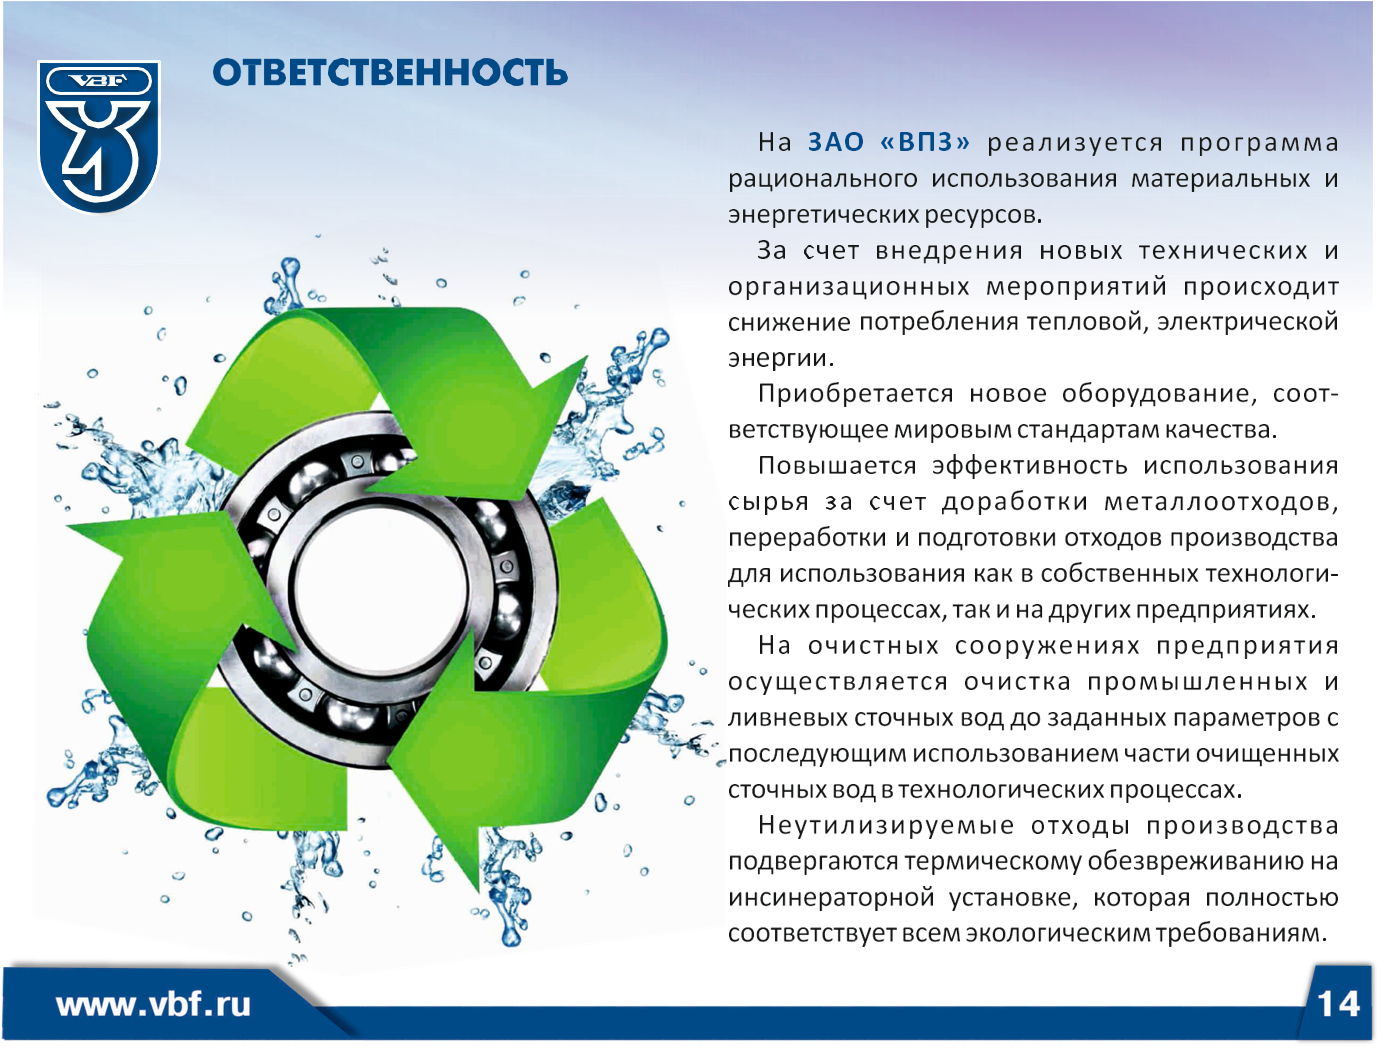 VBF
ОТВЕТСТВЕННОСТЬ
На ЗАО «ВПЗ» реализуется программа
рационального использования материальных и
энергетических ресурсов.
За счет внедрения новых технических и
организационных мероприятий происходит
снижение потребления тепловой, электрической
энергии.
Приобретается новое оборудование, соот-
ветствующее мировым стандартам качества.
Повышается эффективность использования
сырья за счет доработки металлоотходов,
переработки и подготовки отходов производства
для использования как в собственных технологи-
ческих процессах, так и на других предприятиях.
На очистных сооружениях предприятия
осуществляется очистка промышленных и
ливневых сточных вод до заданных параметров с
последующим использованием части очищенных
сточных вод в технологических процессах.
Неутилизируемые отходы производства
подвергаются термическому обезвреживанию на
инсинераторной установке, которая полностью
соответствует всем экологическим требованиям.
www.vbf.ru
14